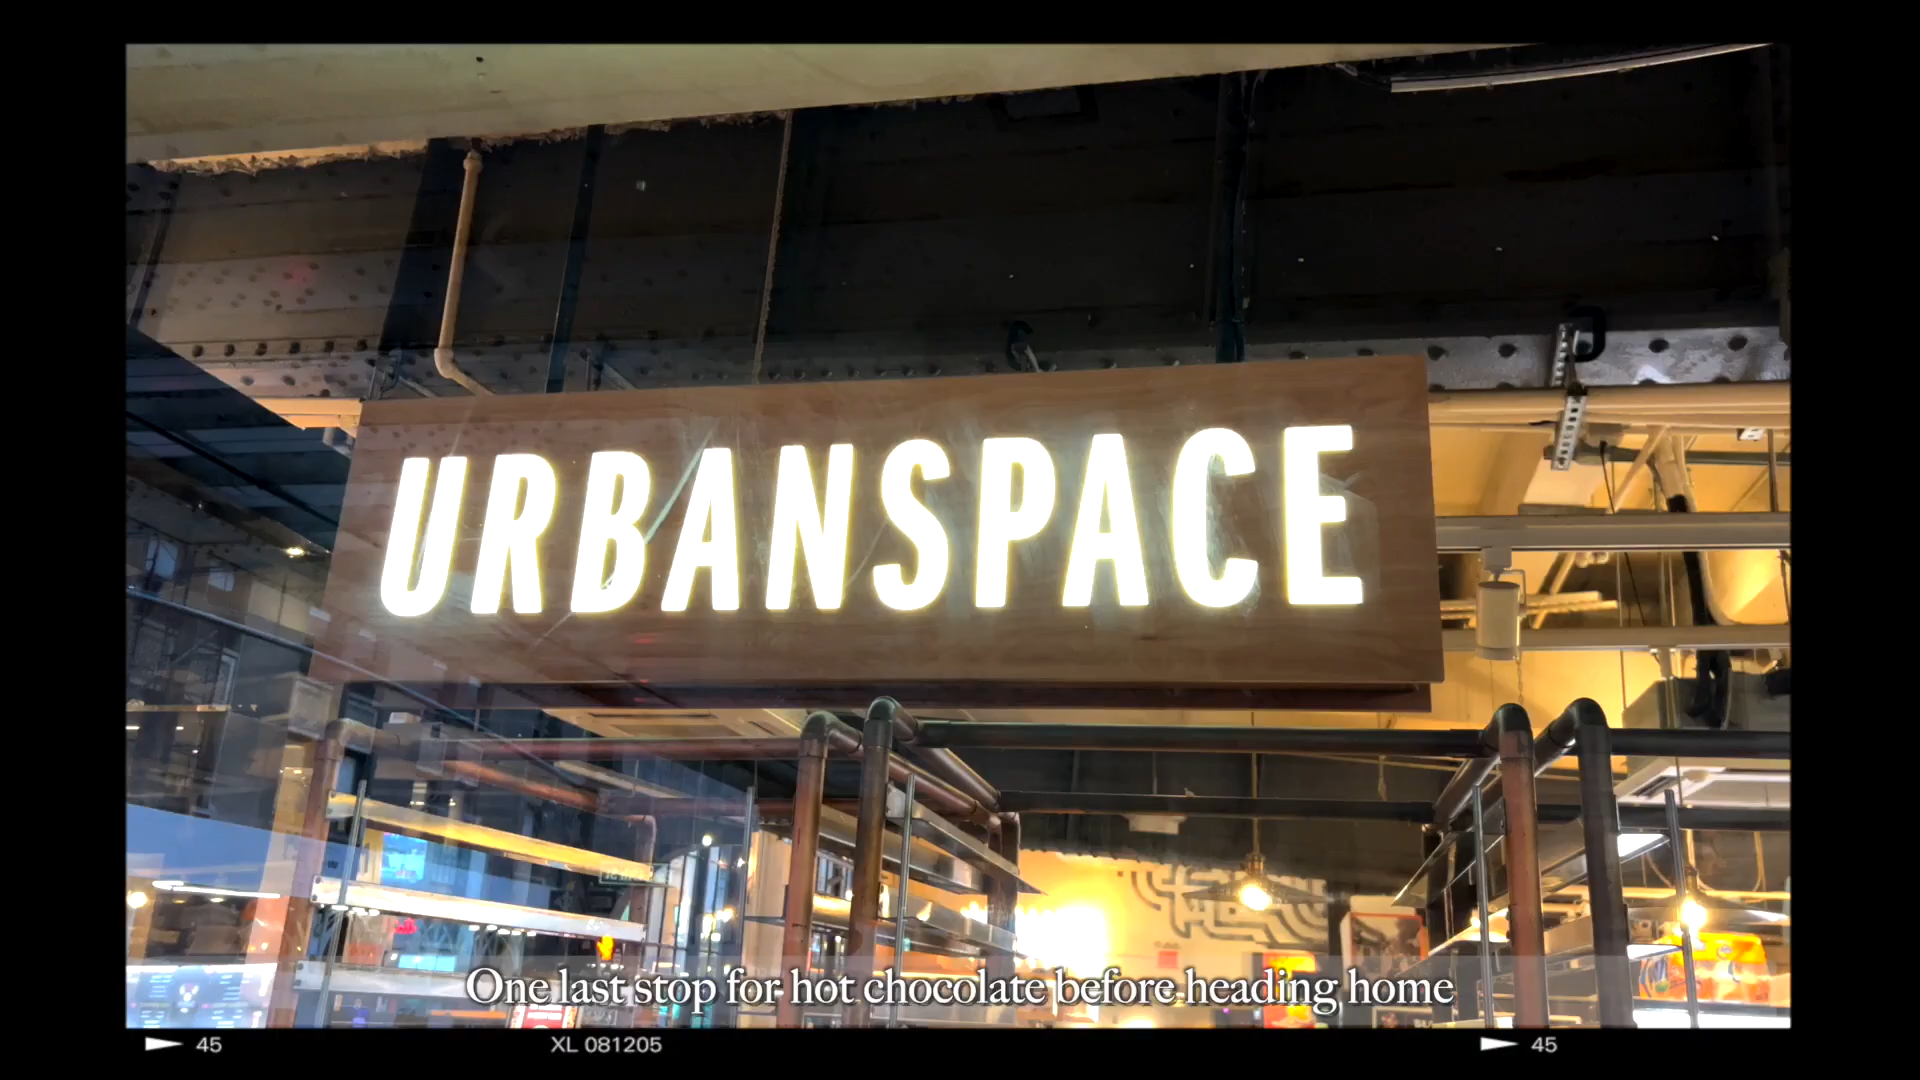 URBANSPACE
One last stop for hot chocolate before heading home
45
XL 081205
45